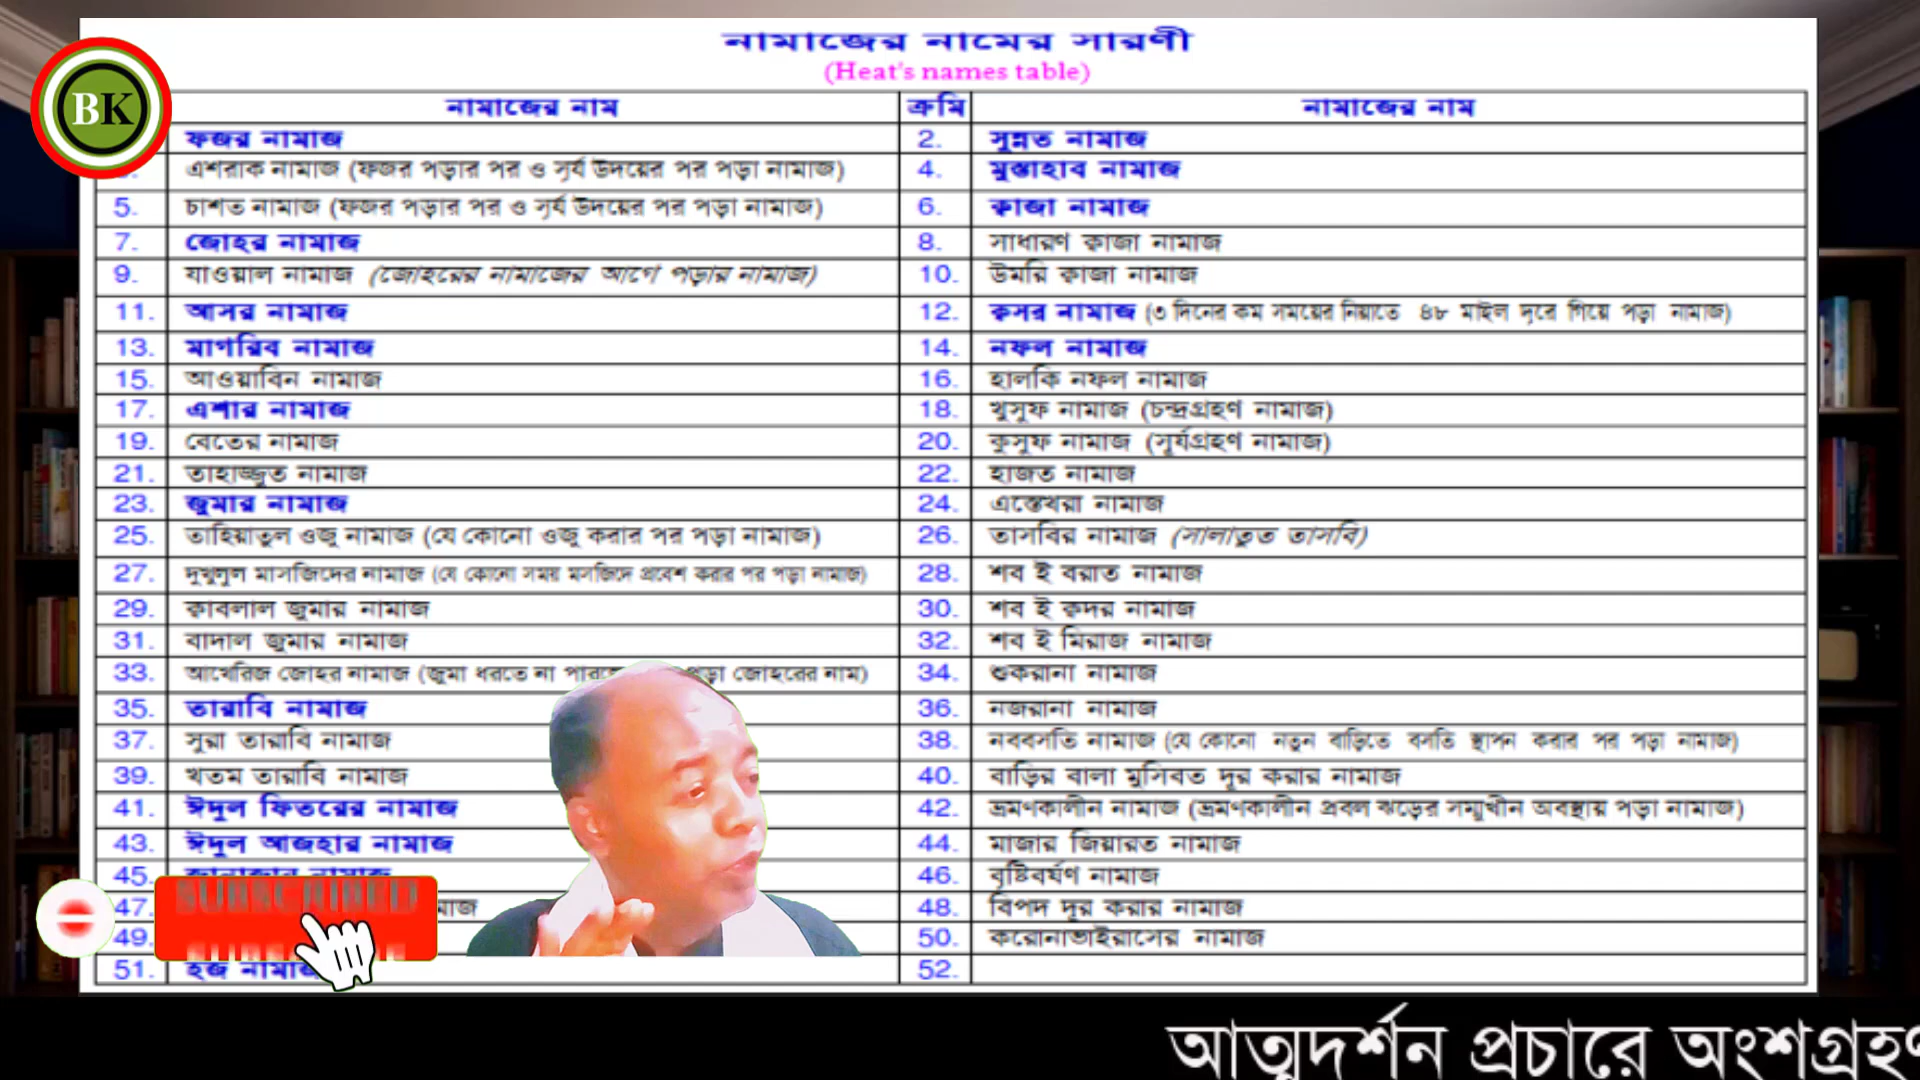 নামাজের নামের সারণী
(Heat's names table)
BK
নামাজের নাম ক্রমি নামাজের নাম
ফজর নামাজ 2. সুন্নত নামাজ
এশরাক নামাজ (ফজর পড়ার পর ও সূর্য উদয়ের পর পড়া নামাজ) 4. মুস্তাহাব নামাজ
5. চাশত নামাজ (ফজর পড়ার পর ও সূর্য উদয়ের পর পড়া নামাজ) 6. ক্বাজা নামাজ
7. জোহর নামাজ 8. সাধারণ ক্বাজা নামাজ
9. যাওয়াল নামাজ (জোহরের নামাজের আগে পড়ার নামাজ) 10. উমরি ক্বাজা নামাজ
11. আসর নামাজ 12. ক্বসর নামাজ (৩ দিনের কম সময়ের নিয়াতে ৪৮ মাইল দূরে গিয়ে পড়া নামাজ)
13. মাগরিব নামাজ 14. নফল নামাজ
15. আওয়াবিন নামাজ 16. হালকি নফল নামাজ
17. এশার নামাজ 18. খুসুফ নামাজ (চন্দ্রগ্রহণ নামাজ)
19. বেতের নামাজ 20. কুসুফ নামাজ (সূর্যগ্রহণ নামাজ)
21. তাহাজ্জুত নামাজ 22. হাজত নামাজ
23. জুমার নামাজ 24. এস্তেখরা নামাজ
25. তাহিয়াতুল ওজু নামাজ (যে কোনো ওজু করার পর পড়া নামাজ) 26. তাসবির নামাজ (সালাতুত তাসবি)
27. দুখুলুল মাসজিদের নামাজ (যে কোনো সময় মসজিদে প্রবেশ করার পর পড়া নামাজ) 28. শব ই বরাত নামাজ
29. ক্বাবলাল জুমার নামাজ 30. শব ই ক্বদর নামাজ
31. বাদাল জুমার নামাজ 32. শব ই মিরাজ নামাজ
33. আখেরিজ জোহর নামাজ (জুমা ধরতে না পড়া জোহরের নাম) 34. শুকরানা নামাজ
35. তারাবি নামাজ 36. নজরানা নামাজ
37. সুরা তারাবি নামাজ 38. নববসতি নামাজ (যে কোনো নতুন বাড়িতে বসতি স্থাপন করার পর পড়া নামাজ)
39. খতম তারাবি নামাজ 40. বাড়ির বালা মুসিবত দূর করার নামাজ
41. ঈদুল ফিতরের নামাজ 42. ভ্রমণকালীন নামাজ (ভ্রমণকালীন প্রবল ঝড়ের সম্মুখীন অবস্থায় পড়া নামাজ)
43. ঈদুল আজহার নামাজ 44. মাজার জিয়ারত নামাজ
45. জানাজার নামাজ 46. বৃষ্টিবর্ষণ নামাজ
47. 48. বিপদ দূর করার নামাজ
49. 50. করোনাভাইরাসের নামাজ
51. হজ নামাজ 52.
SUBSCRIBED
আত্মদর্শন প্রচারে অংশগ্রহণ